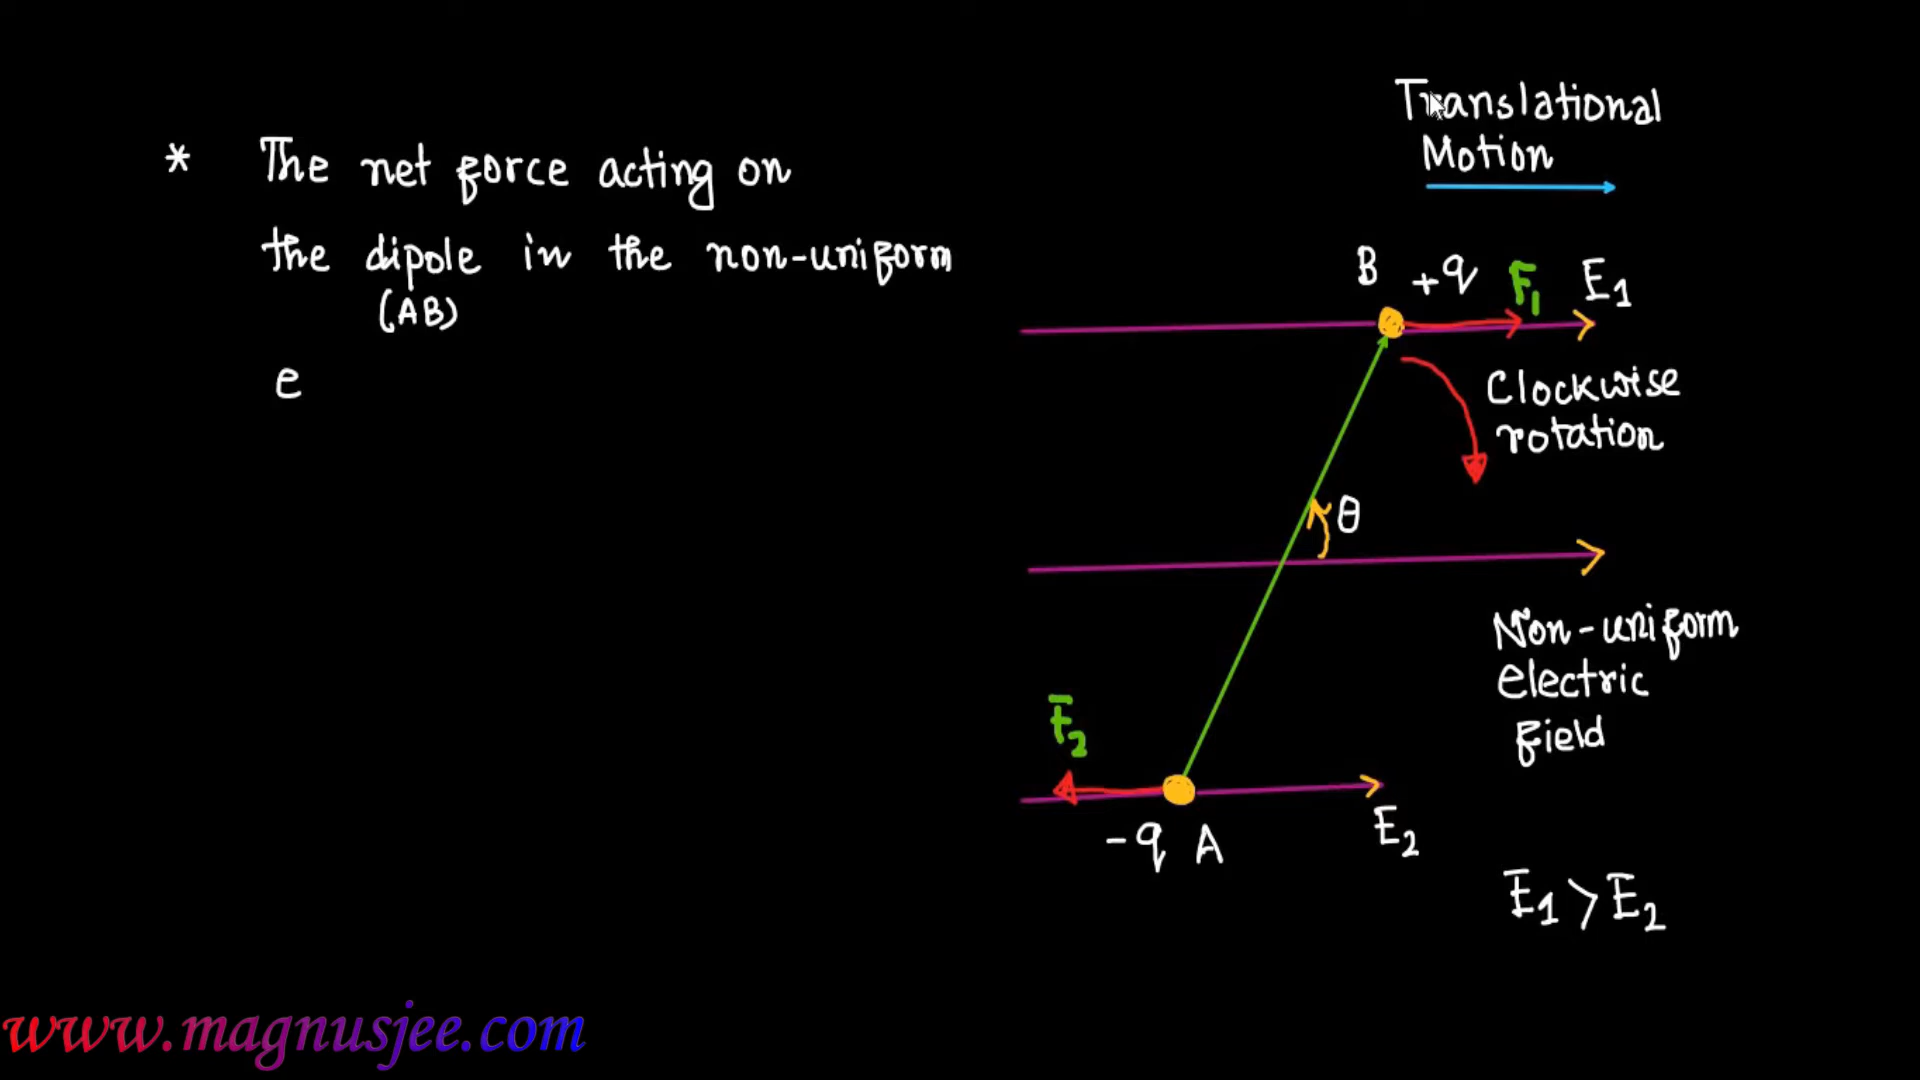 Translational
Motion
* The net force acting on
the dipole in the non-uniform
(AB)
e
B +q F1 E1
Clockwise
rotation
θ
Non-uniform
electric
field
F2
-q A
E2
E1 > E2
www.magnusjee.com